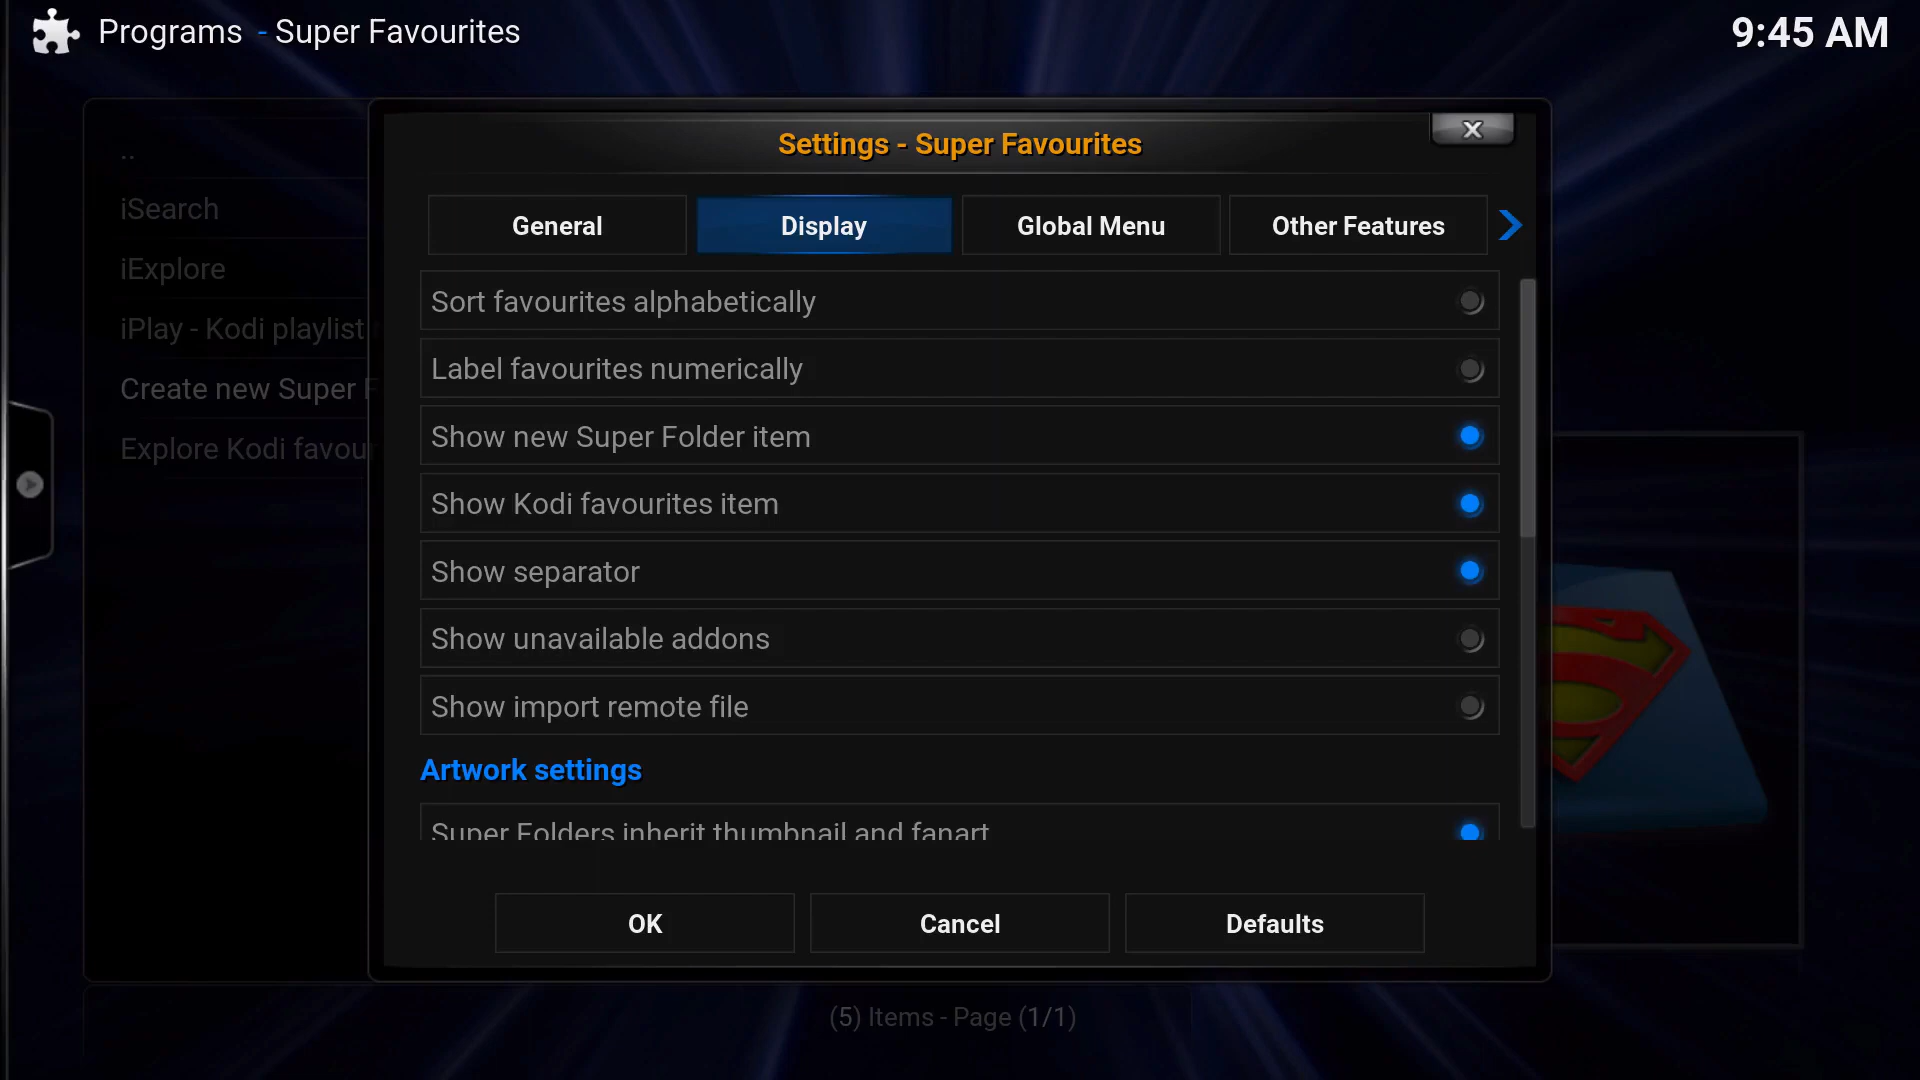 Programs - Super Favourites
9:45 AM
..
iSearch
iExplore
iPlay - Kodi playlist
Create new Super F
Explore Kodi favour
Settings - Super Favourites
General
Display
Global Menu
Other Features
Sort favourites alphabetically
Label favourites numerically
Show new Super Folder item
Show Kodi favourites item
Show separator
Show unavailable addons
Show import remote file
Artwork settings
Super Folders inherit thumbnail and fanart
OK
Cancel
Defaults
(5) Items - Page (1/1)